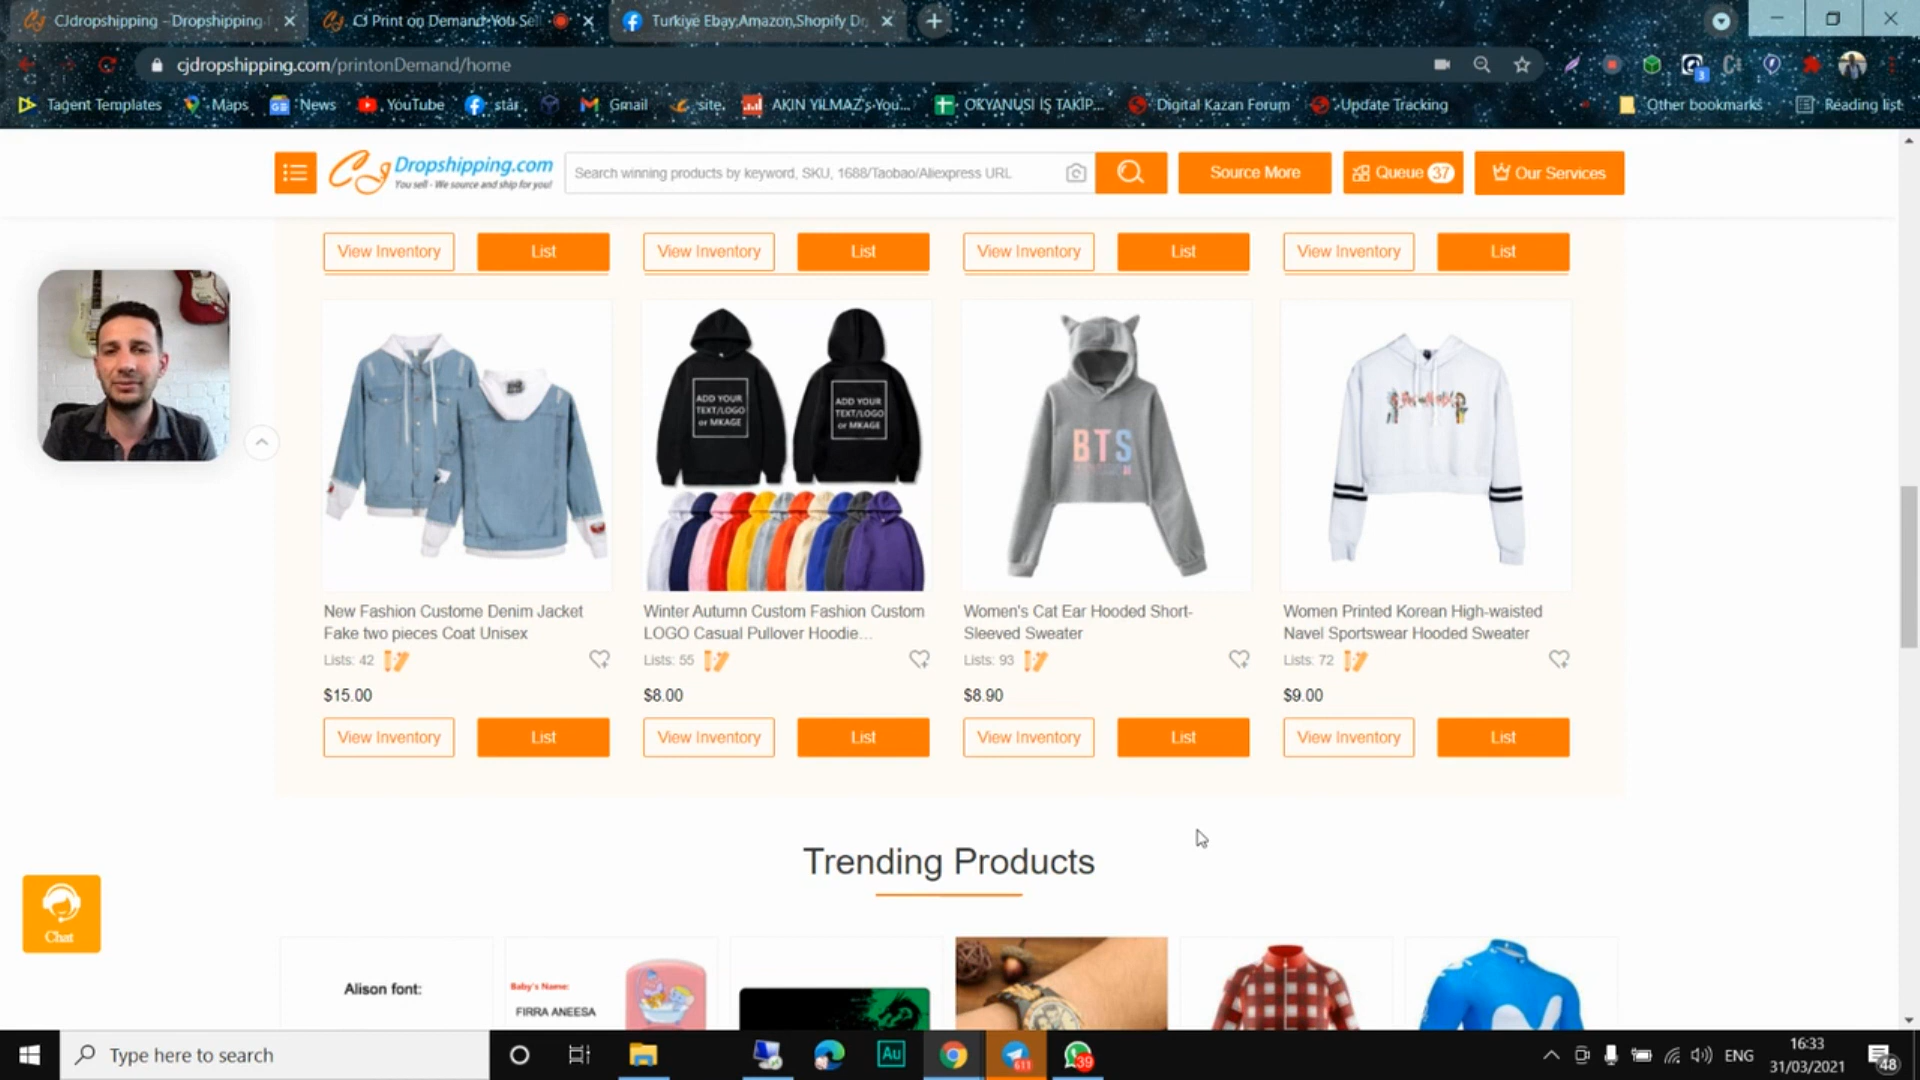 CJdropshipping - Dropshipping
CJ Print on Demand-You Sell
Turkiye Ebay,Amazon,Shopify Dr
cjdropshipping.com/printonDemand/home
Tagent Templates
Maps
News
YouTube
står
Gmail
site.
AKIN YILMAZ's-You...
OKYANUSI İŞ TAKİP...
Digital Kazan Forum
Update Tracking
Other bookmarks
Reading list
CJ Dropshipping.com
You sell - We source and ship for you!
Search winning products by keyword, SKU, 1688/Taobao/Aliexpress URL
Source More
Queue 37
Our Services
View Inventory List
View Inventory List
View Inventory List
View Inventory List
ADD YOUR
TEXT/LOGO
or MKAGE
ADD YOUR
TEXT/LOGO
or MKAGE
BTS
New Fashion Custome Denim Jacket
Fake two pieces Coat Unisex
Lists: 42
$15.00
View Inventory List
Winter Autumn Custom Fashion Custom
LOGO Casual Pullover Hoodie...
Lists: 55
$8.00
View Inventory List
Women's Cat Ear Hooded Short-
Sleeved Sweater
Lists: 93
$8.90
View Inventory List
Women Printed Korean High-waisted
Navel Sportswear Hooded Sweater
Lists: 72
$9.00
View Inventory List
Trending Products
Chat
Alison font:
Baby's Name:
FIRRA ANEESA
Type here to search
Au
611
39
ENG
16:33
31/03/2021
48